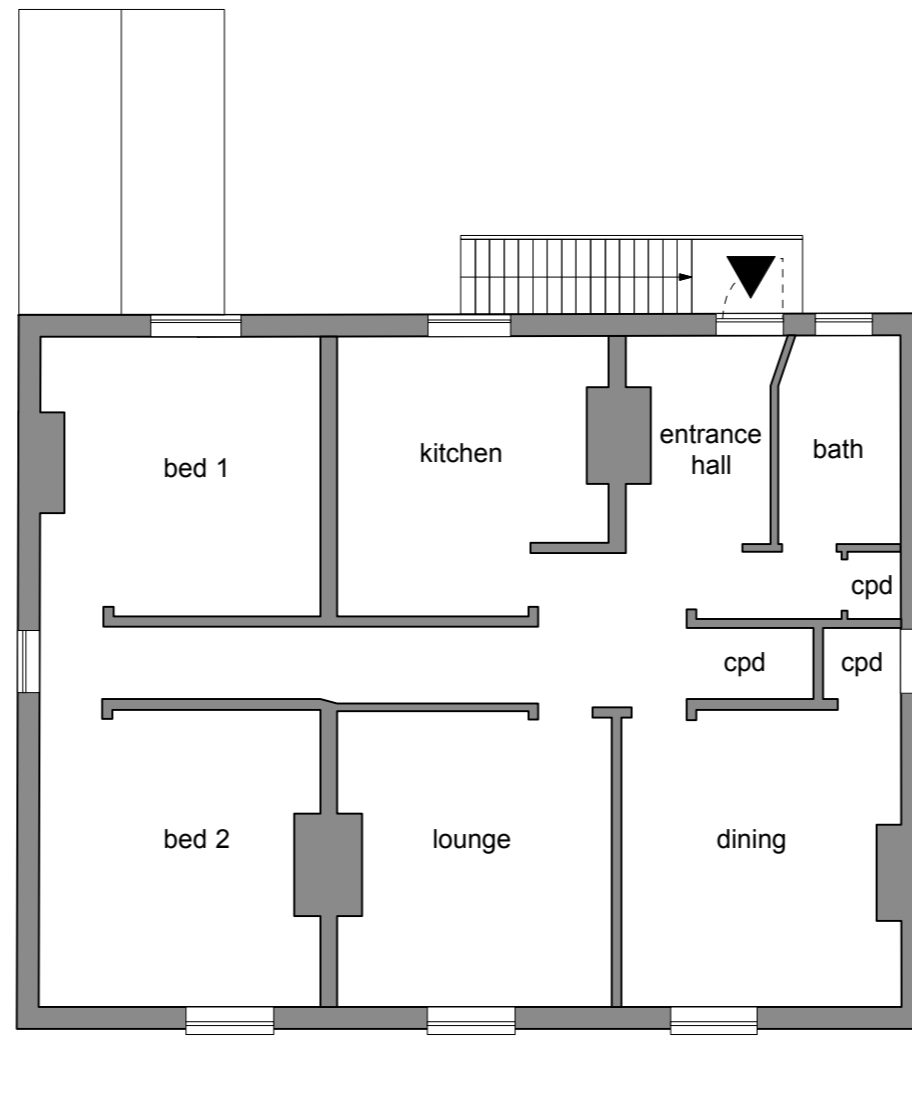 entrance
hall
bath
kitchen
bed 1
cpd
cpd
cpd
bed 2
lounge
dining